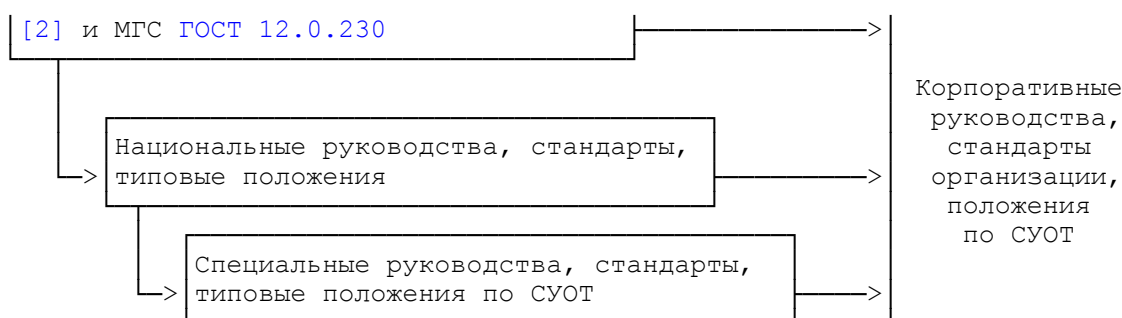 [2] и МГС ГОСТ 12.0.230
Национальные руководства, стандарты,
типовые положения
Специальные руководства, стандарты,
типовые положения по СУОТ
Корпоративные
руководства,
стандарты
организации,
положения
по СУОТ